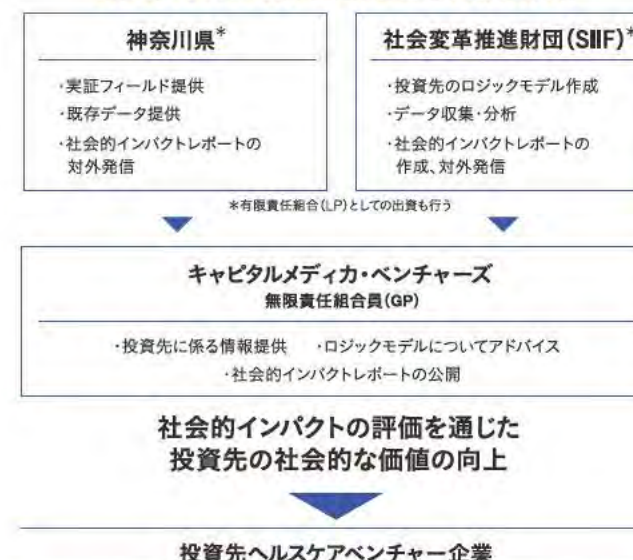 神奈川県*
・実証フィールド提供
・既存データ提供
・社会的インパクトレポートの
対外発信
社会変革推進財団(SIIF)*
・投資先のロジックモデル作成
・データ収集・分析
・社会的インパクトレポートの
作成、対外発信
*有限責任組合(LP)としての出資も行う
キャピタルメディカ・ベンチャーズ
無限責任組合員(GP)
・投資先に係る情報提供 ・ロジックモデルについてアドバイス
・社会的インパクトレポートの公開
社会的インパクトの評価を通じた
投資先の社会的な価値の向上
投資先ヘルスケアベンチャー企業